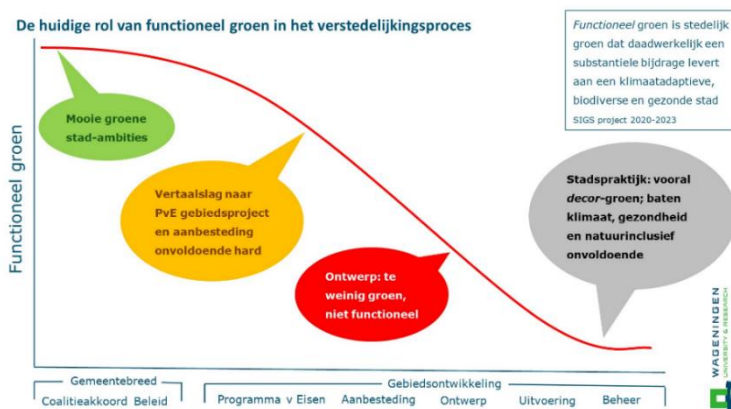 De huidige rol van functioneel groen in het verstedelijkingsproces
Functioneel groen is stedelijk
groen dat daadwerkelijk een
substantiele bijdrage levert
aan een klimaatadaptieve,
biodiverse en gezonde stad
SIGS project 2020-2023
Functioneel groen
Mooie groene
stad-ambities
Vertaalslag naar
PvE gebiedsproject
en aanbesteding
onvoldoende hard
Ontwerp: te
weinig groen,
niet functioneel
Stadspraktijk: vooral
decor-groen; baten
klimaat, gezondheid
en natuurinclusief
onvoldoende
WAGENINGEN
UNIVERSITY & RESEARCH
Gemeentebreed Gebiedsontwikkeling
Coalitieakkoord Beleid Programma v Eisen Aanbesteding Ontwerp Uitvoering Beheer